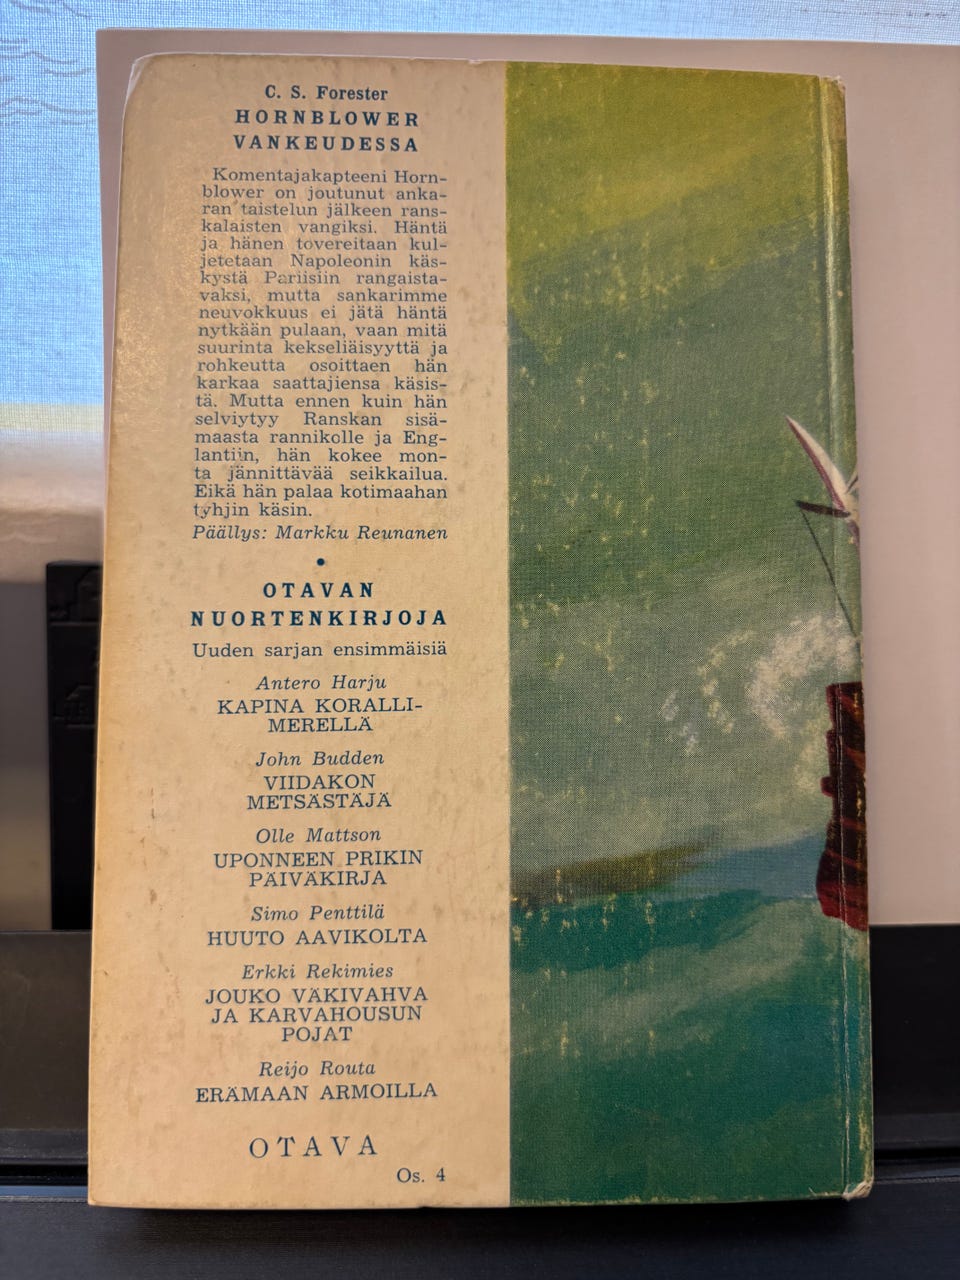 C. S. Forester
HORNBLOWER
VANKEUDESSA
Komentajakapteeni Horn-
blower on joutunut anka-
ran taistelun jälkeen rans-
kalaisten vangiksi. Häntä
ja hänen tovereitaan kul-
jetetaan Napoleonin käs-
kystä Pariisiin rangaista-
vaksi, mutta sankarimme
neuvokkuus ei jätä häntä
nytkään pulaan, vaan mitä
suurinta kekseliäisyyttä ja
rohkeutta osoittaen hän
karkaa saattajiensa käsis-
tä. Mutta ennen kuin hän
selviytyy Ranskan sisä-
maasta rannikolle ja Eng-
lantiin, hän kokee mon-
ta jännittävää seikkailua.
Eikä hän palaa kotimaahan
tyhjin käsin.
Päällys: Markku Reunanen
•
OTAVAN
NUORTENKIRJOJA
Uuden sarjan ensimmäisiä
Antero Harju
KAPINA KORALLI-
MERELLÄ
John Budden
VIIDAKON
METSÄSTÄJÄ
Olle Mattson
UPONNEEN PRIKIN
PÄIVÄKIRJA
Simo Penttilä
HUUTO AAVIKOLTA
Erkki Rekimies
JOUKO VÄKIVAHVA
JA KARVAHOUSUN
POJAT
Reijo Routa
ERÄMAAN ARMOILLA
OTAVA
Os. 4